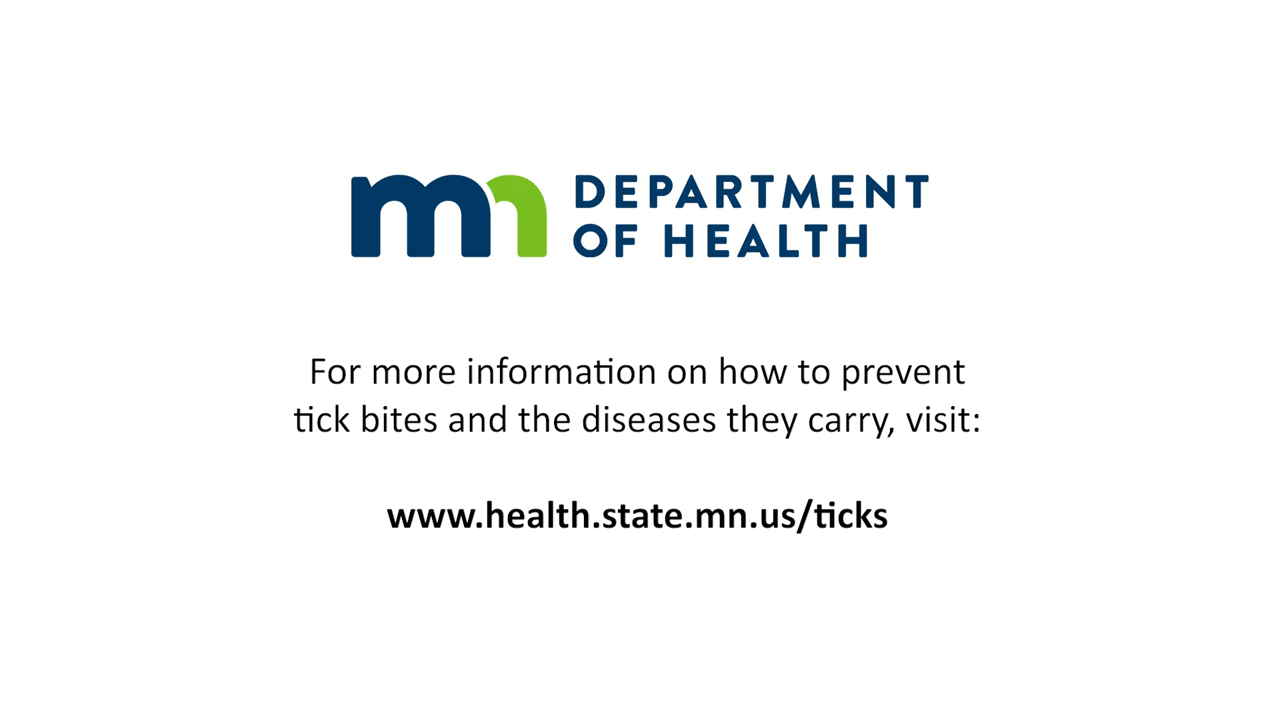 mn DEPARTMENT
OF HEALTH
For more information on how to prevent
tick bites and the diseases they carry, visit:
www.health.state.mn.us/ticks